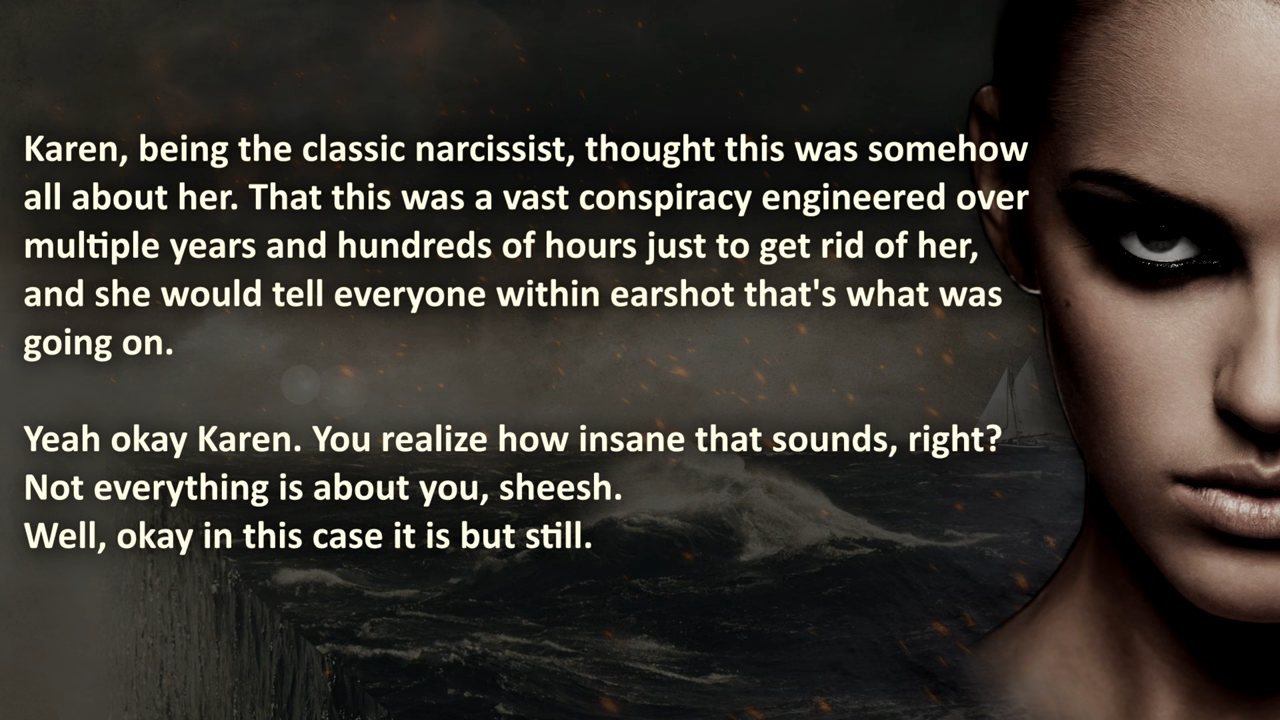 Karen, being the classic narcissist, thought this was somehow
all about her. That this was a vast conspiracy engineered over
multiple years and hundreds of hours just to get rid of her,
and she would tell everyone within earshot that's what was
going on.
Yeah okay Karen. You realize how insane that sounds, right?
Not everything is about you, sheesh.
Well, okay in this case it is but still.